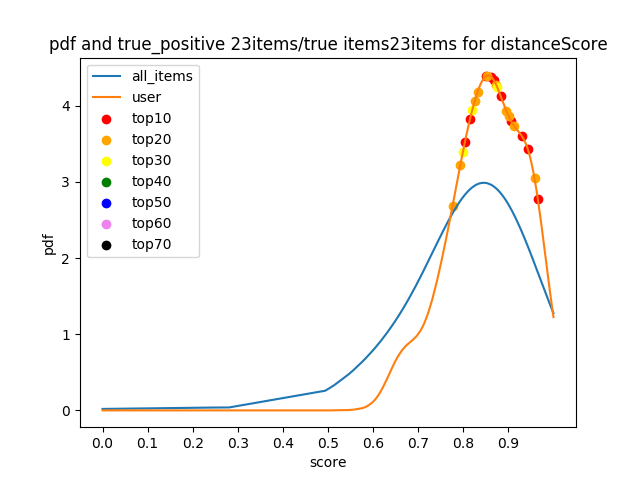 pdf and true_positive 23items/true items23items for distanceScore
all_items
user
top10
top20
top30
top40
top50
top60
top70
pdf
4
3
2
1
0
0.0 0.1 0.2 0.3 0.4 0.5 0.6 0.7 0.8 0.9
score